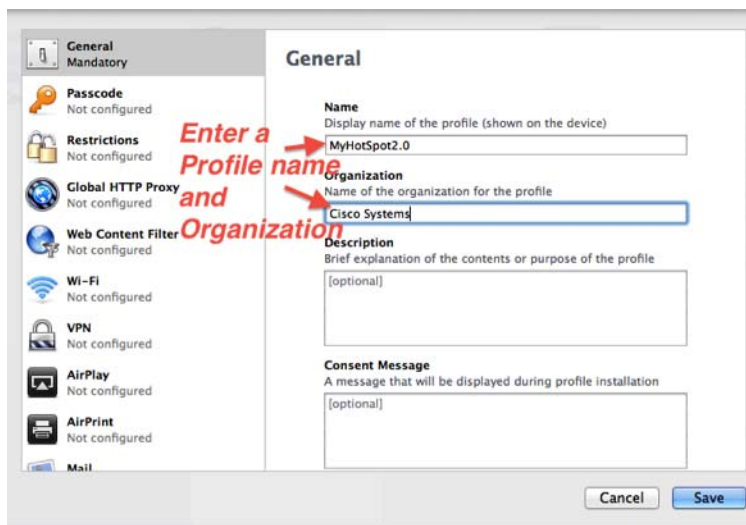 General
Mandatory
Passcode
Not configured
Restrictions
Not configured
Global HTTP Proxy
Not configured
Web Content Filter
Not configured
Wi-Fi
Not configured
VPN
Not configured
AirPlay
Not configured
AirPrint
Not configured
Mail
Enter a
Profile name
and
Organization
General
Name
Display name of the profile (shown on the device)
MyHotSpot2.0
Organization
Name of the organization for the profile
Cisco Systems
Description
Brief explanation of the contents or purpose of the profile
[optional]
Consent Message
A message that will be displayed during profile installation
[optional]
Cancel
Save